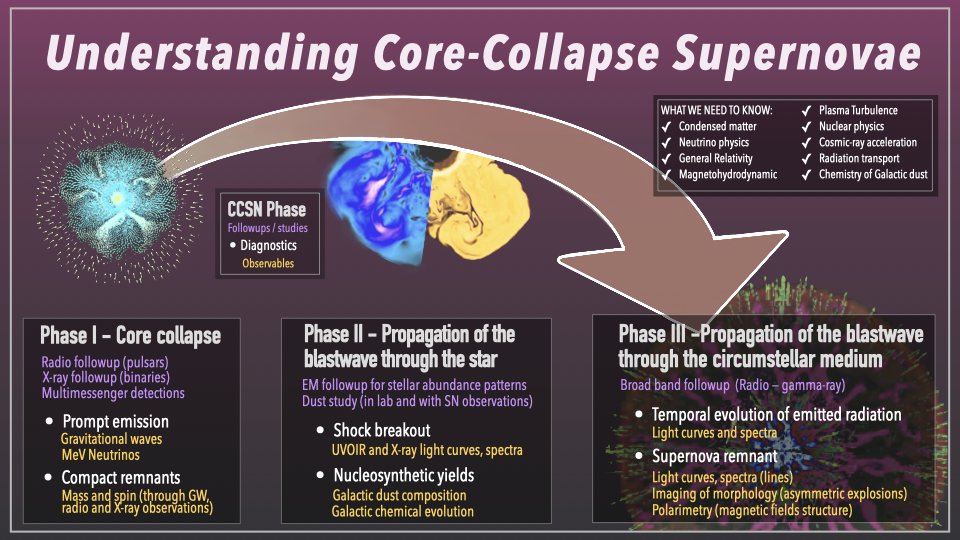 Understanding Core-Collapse Supernovae
WHAT WE NEED TO KNOW:
✓ Condensed matter
✓ Neutrino physics
✓ General Relativity
✓ Magnetohydrodynamic
✓ Plasma Turbulence
✓ Nuclear physics
✓ Cosmic-ray acceleration
✓ Radiation transport
✓ Chemistry of Galactic dust
CCSN Phase
Followups / studies
• Diagnostics
Observables
Phase I – Core collapse
Radio followup (pulsars)
X-ray followup (binaries)
Multimessenger detections
• Prompt emission
Gravitational waves
MeV Neutrinos
• Compact remnants
Mass and spin (through GW,
radio and X-ray observations)
Phase II – Propagation of the
blastwave through the star
EM followup for stellar abundance patterns
Dust study (in lab and with SN observations)
• Shock breakout
UVOIR and X-ray light curves, spectra
• Nucleosynthetic yields
Galactic dust composition
Galactic chemical evolution
Phase III –Propagation of the blastwave
through the circumstellar medium
Broad band followup (Radio – gamma-ray)
• Temporal evolution of emitted radiation
Light curves and spectra
• Supernova remnant
Light curves, spectra (lines)
Imaging of morphology (asymmetric explosions)
Polarimetry (magnetic fields structure)